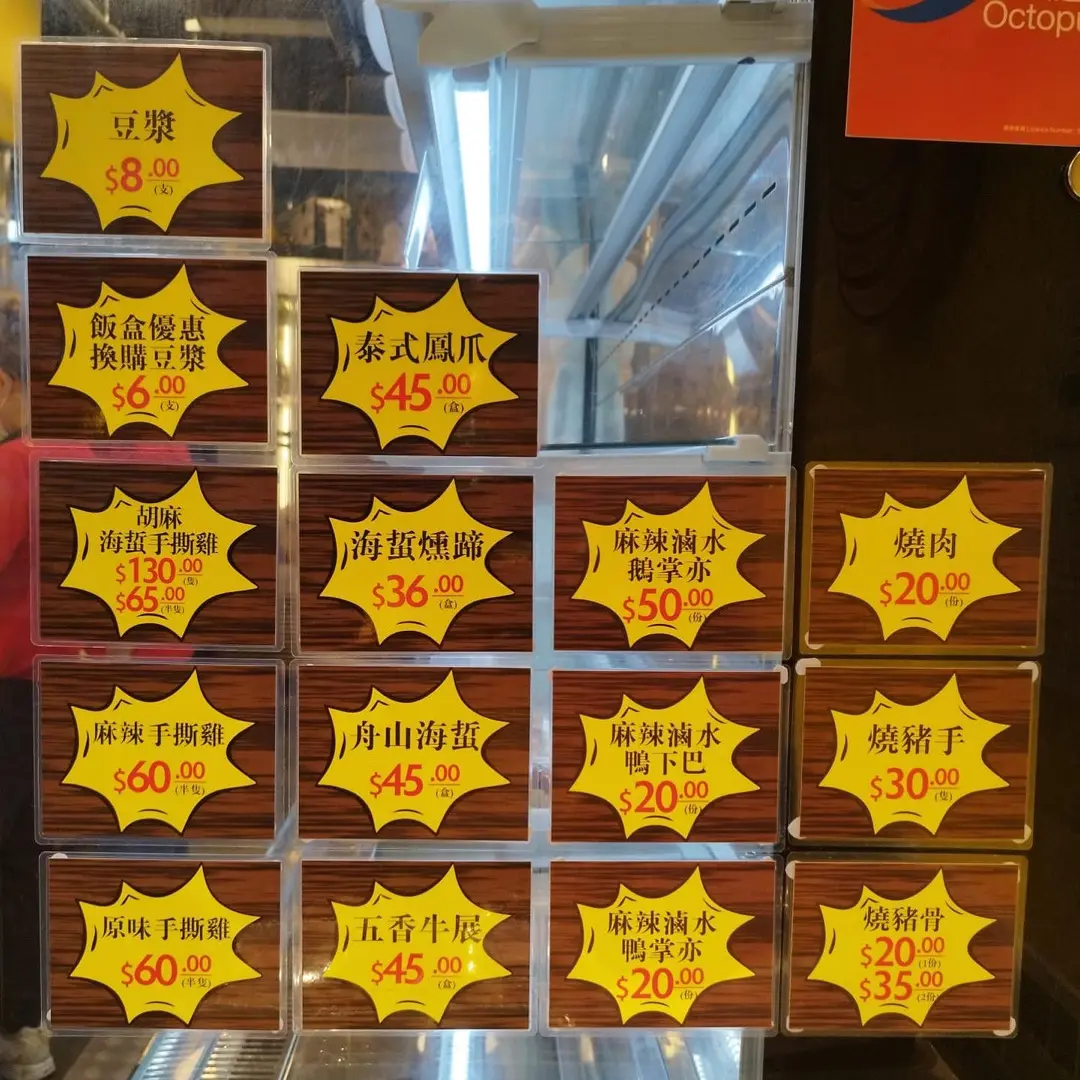 Octopu
豆漿
$8.00
(支)
飯盒優惠
換購豆漿
$6.00
(支)
泰式鳳爪
$45.00
(盒)
胡麻
海蜇手撕雞
$130.00
(隻)
$65.00
(半隻)
海蜇燻蹄
$36.00
(盒)
麻辣滷水
鵝掌亦
$50.00
(份)
燒肉
$20.00
(份)
麻辣手撕雞
$60.00
(半隻)
舟山海蜇
$45.00
(盒)
麻辣滷水
鴨下巴
$20.00
(份)
燒豬手
$30.00
(隻)
原味手撕雞
$60.00
(半隻)
五香牛展
$45.00
(盒)
麻辣滷水
鴨掌亦
$20.00
(份)
燒豬骨
$20.00
(1份)
$35.00
(2份)